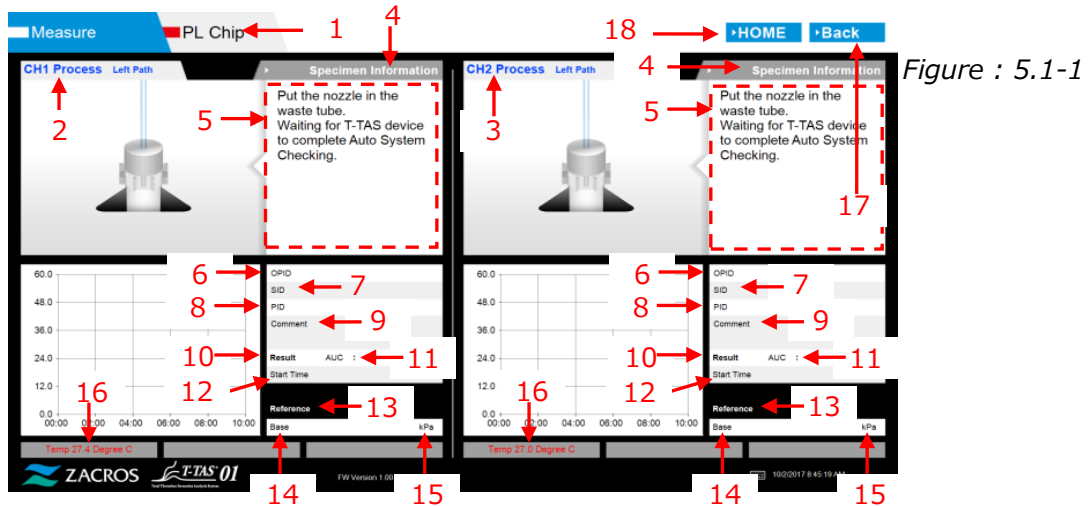 Measure
PL Chip
1
4
18
HOME
Back
Figure : 5.1-1
CH1 Process Left Path
Specimen Information
2
5
Put the nozzle in the
waste tube.
Waiting for T-TAS device
to complete Auto System
Checking.
CH2 Process Left Path
4
Specimen Information
3
5
Put the nozzle in the
waste tube.
Waiting for T-TAS device
to complete Auto System
Checking.
17
60.0
48.0
36.0
24.0
12.0
0.0
00:00 02:00 04:00 06:00 08:00 10:00
6
OPID
SID
7
8
PID
Comment
9
10
Result AUC :
11
12
Start Time
16
Reference
13
Base kPa
Temp 27.4 Degree C
60.0
48.0
36.0
24.0
12.0
0.0
00:00 02:00 04:00 06:00 08:00 10:00
6
OPID
SID
7
8
PID
Comment
9
10
Result AUC :
11
12
Start Time
16
Reference
13
Base kPa
Temp 27.0 Degree C
ZACROS
T-TAS 01
Total Thrombus-formation Analysis System
FW Version 1.00
14
15
10/2/2017 8:45:19 AM
14
15